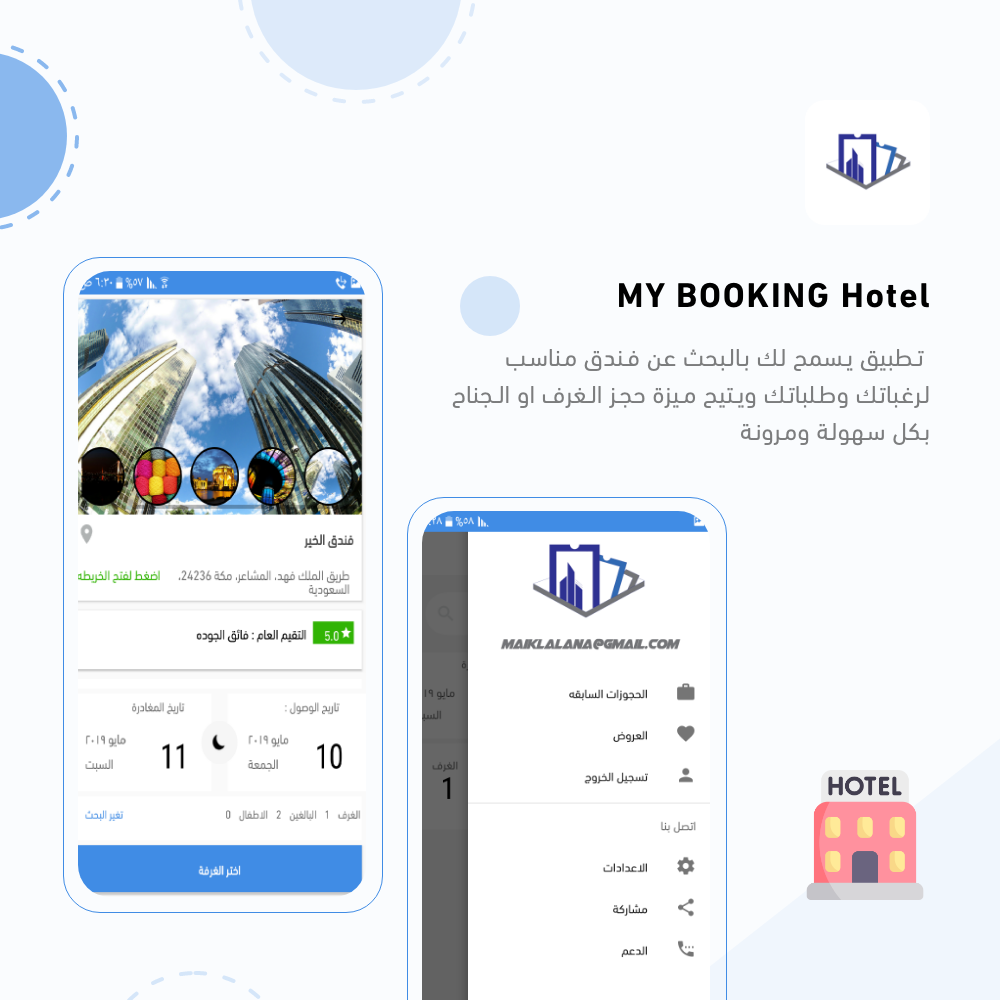 MY BOOKING Hotel
تطبيق يسمح لك بالبحث عن فندق مناسب
لرغباتك وطلباتك ويتيح ميزة حجز الغرف او الجناح
بكل سهولة ومرونة
٦:٣٠ %٥٧
فندق الخير
طريق الملك فهد، المشاعر، مكة 24236،
السعودية
اضغط لفتح الخريطه
5.0 التقيم العام : فائق الجوده
تاريح الوصول :
10
مايو ٢٠١٩
الجمعة
تاريخ المغادرة
11
مايو ٢٠١٩
السبت
الغرف 1 البالغين 2 الاطفال 0
تغير البحث
اختر الغرفة
%٥٨
MAIKLALANA@GMAIL.COM
الحجوزات السابقه
العروض
تسجيل الخروج
اتصل بنا
الاعدادات
مشاركة
الدعم
مايو
الغرف
1
HOTEL